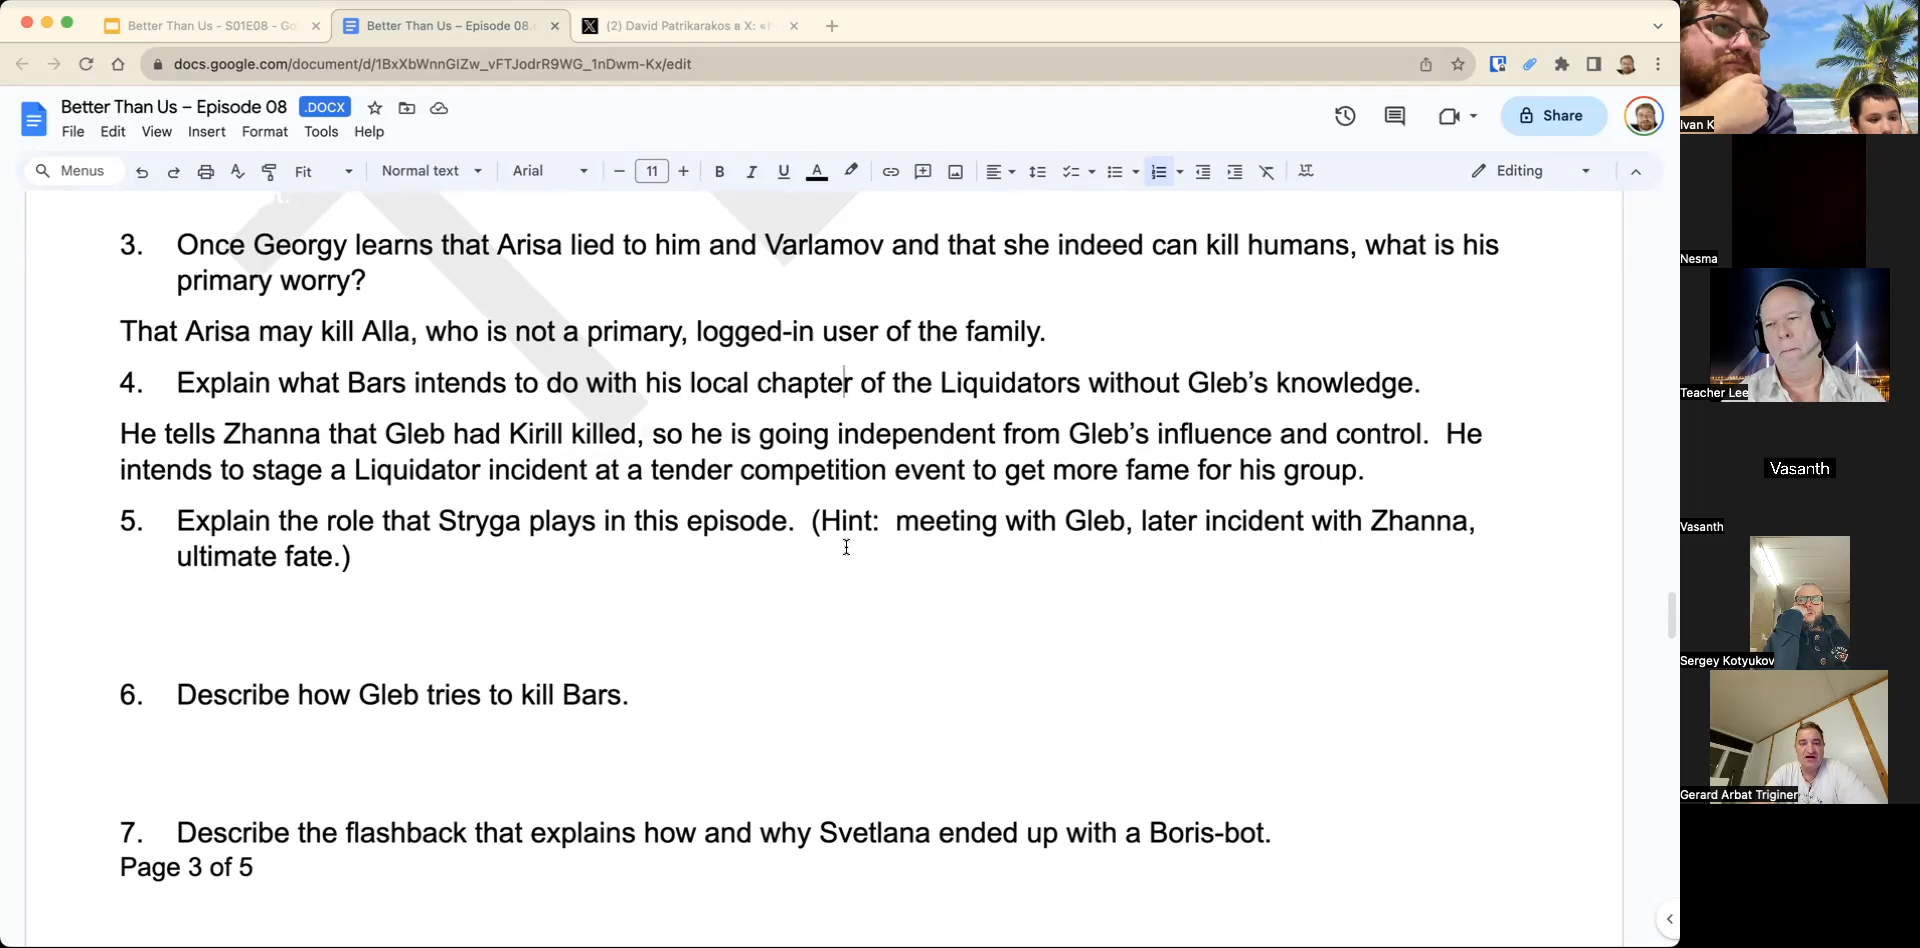 Better Than Us - S01E08 - Go
Better Than Us – Episode 08.
(2) David Patrikarakos в X: «
docs.google.com/document/d/1BxXbWnnGIZw_vFTJodrR9WG_1nDwm-Kx/edit
Better Than Us – Episode 08 .DOCX
File Edit View Insert Format Tools Help
Share
Menus Fit Normal text Arial 11 Editing
3. Once Georgy learns that Arisa lied to him and Varlamov and that she indeed can kill humans, what is his
primary worry?
That Arisa may kill Alla, who is not a primary, logged-in user of the family.
4. Explain what Bars intends to do with his local chapter of the Liquidators without Gleb’s knowledge.
He tells Zhanna that Gleb had Kirill killed, so he is going independent from Gleb’s influence and control. He
intends to stage a Liquidator incident at a tender competition event to get more fame for his group.
5. Explain the role that Stryga plays in this episode. (Hint: meeting with Gleb, later incident with Zhanna,
ultimate fate.)
6. Describe how Gleb tries to kill Bars.
7. Describe the flashback that explains how and why Svetlana ended up with a Boris-bot.
Page 3 of 5
Ivan K
Nesma
Teacher Lee
Vasanth
Vasanth
Sergey Kotyukov
Gerard Arbat Triginer